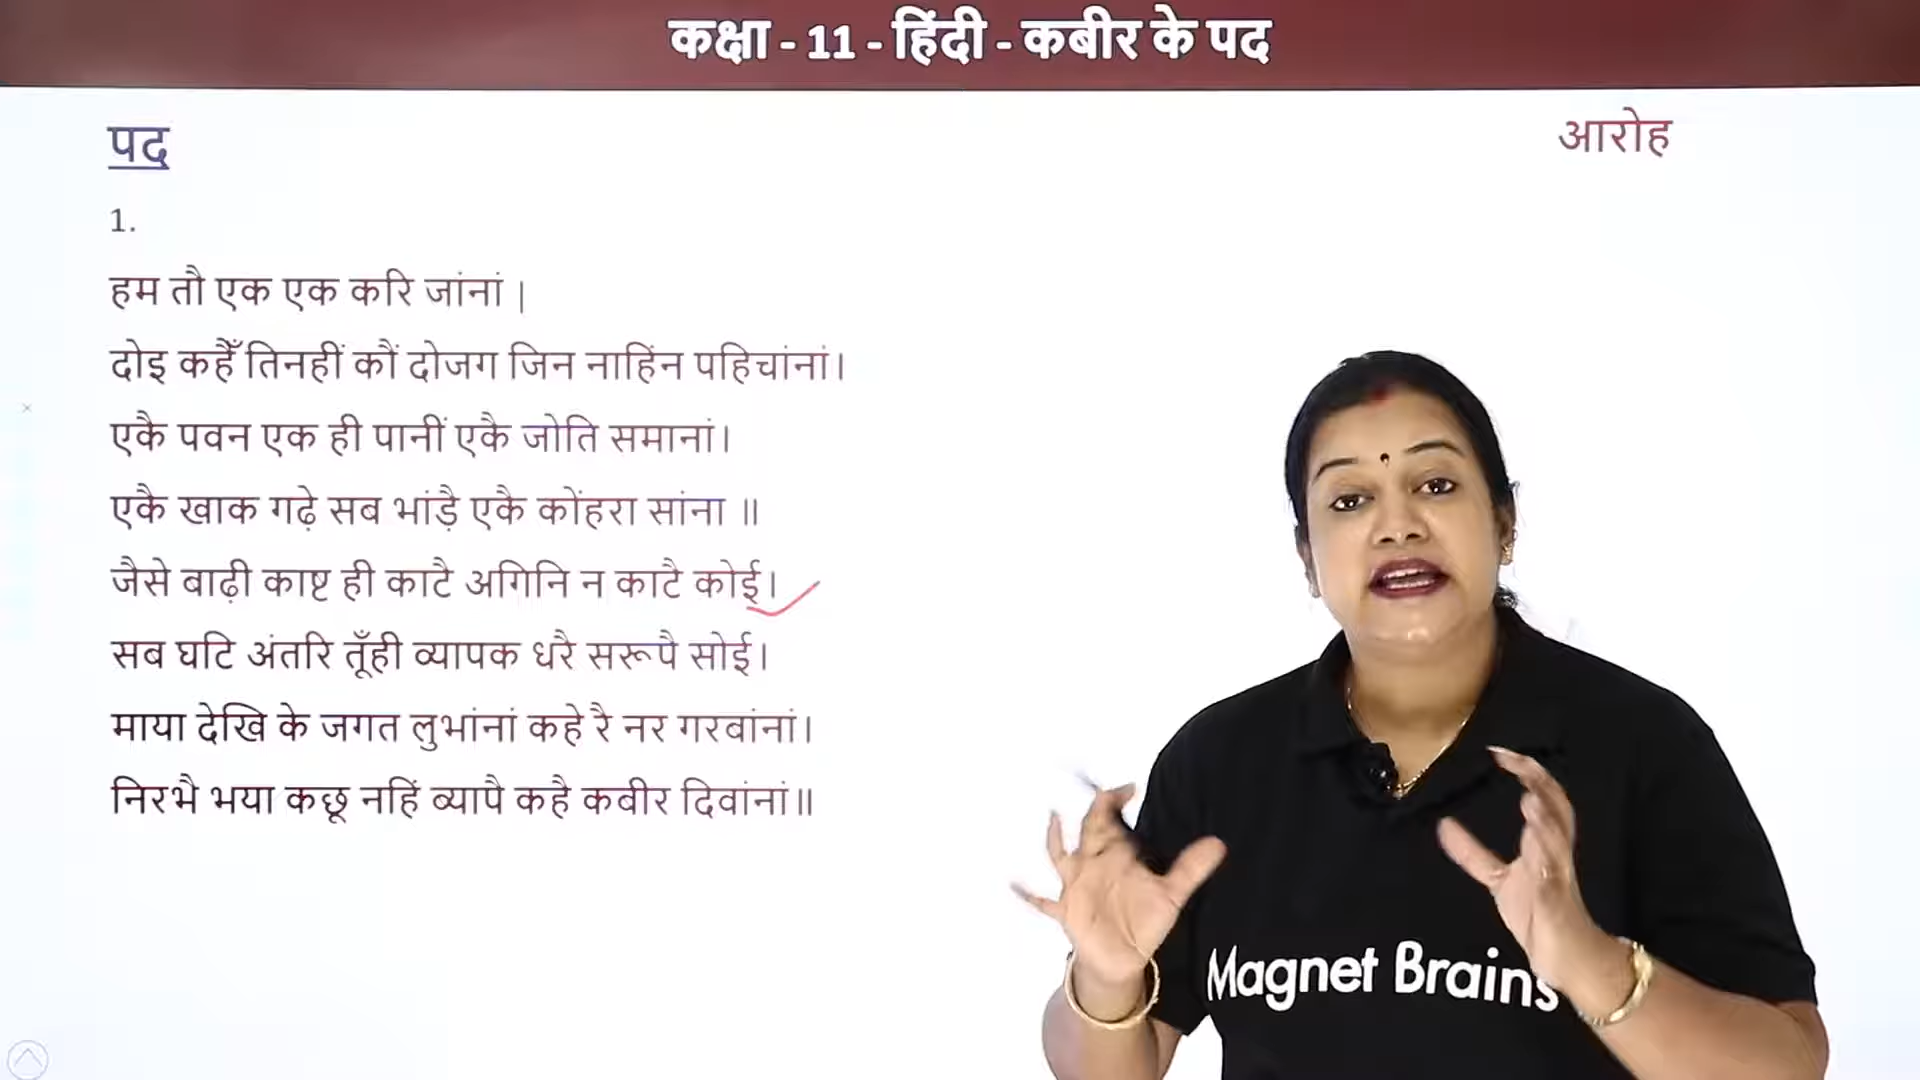 कक्षा - 11 - हिंदी - कबीर के पद
पद
आरोह
1.
हम तौ एक एक करि जांनां |
दोइ कहैँ तिनहीं कौं दोजग जिन नाहिंन पहिचांनां।
एकै पवन एक ही पानीं एकै जोति समानां।
एकै खाक गढ़े सब भांड़ै एकै कोंहरा सांना ॥
जैसे बाढ़ी काष्ट ही काटै अगिनि न काटै कोई।
सब घटि अंतरि तूँही व्यापक धरै सरूपै सोई।
माया देखि के जगत लुभांनां कहे रै नर गरबांनां।
निरभै भया कछू नहिं ब्यापै कहै कबीर दिवांनां॥
Magnet Brains